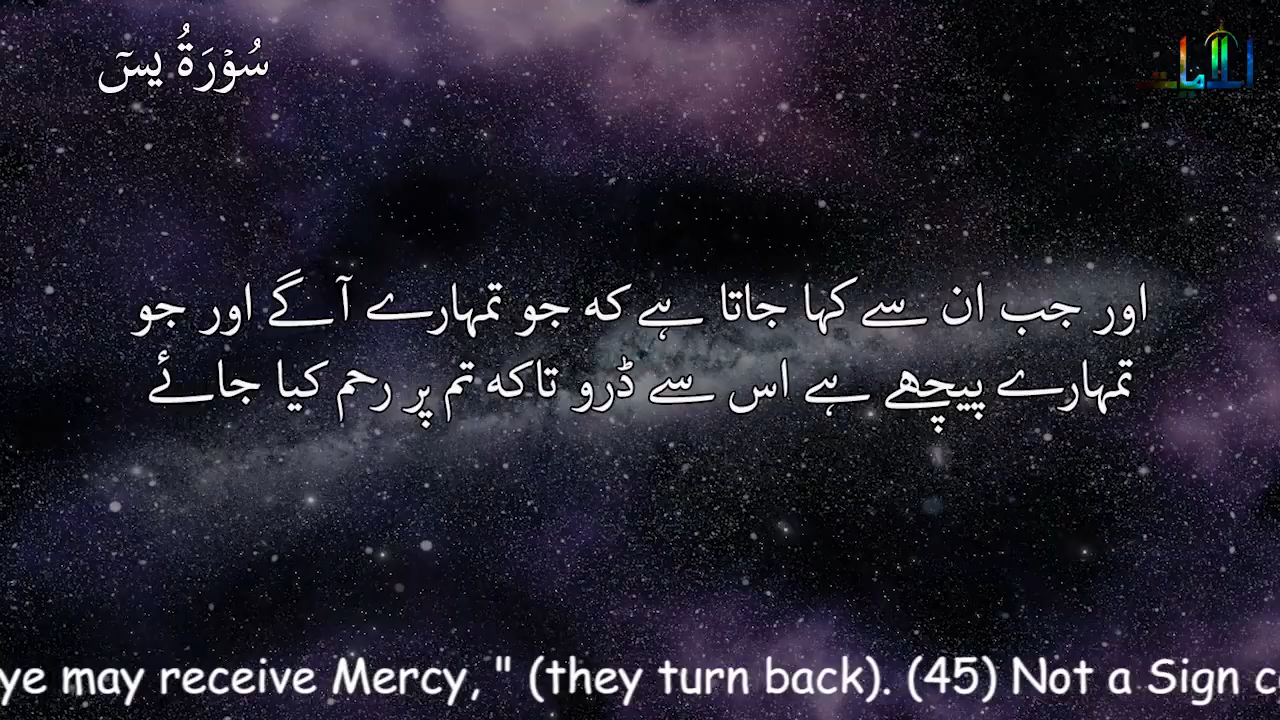 سُوْرَةُ يسٓ
اور جب ان سے کہا جاتا ہے کہ جو تمہارے آگے اور جو
تمہارے پیچھے ہے اس سے ڈرو تاکہ تم پر رحم کیا جائے
ye may receive Mercy, " (they turn back). (45) Not a Sign